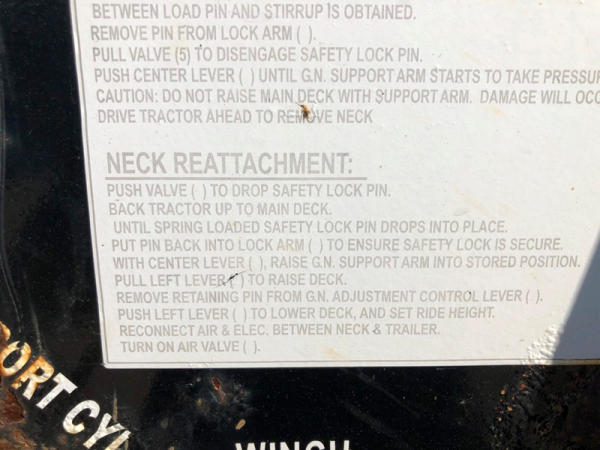 BETWEEN LOAD PIN AND STIRRUP IS OBTAINED.
REMOVE PIN FROM LOCK ARM ( ).
PULL VALVE (5) TO DISENGAGE SAFETY LOCK PIN.
PUSH CENTER LEVER ( ) UNTIL G.N. SUPPORT ARM STARTS TO TAKE PRESSU
CAUTION: DO NOT RAISE MAIN DECK WITH SUPPORT ARM. DAMAGE WILL OCC
DRIVE TRACTOR AHEAD TO REMOVE NECK
NECK REATTACHMENT:
PUSH VALVE ( ) TO DROP SAFETY LOCK PIN.
BACK TRACTOR UP TO MAIN DECK.
UNTIL SPRING LOADED SAFETY LOCK PIN DROPS INTO PLACE.
PUT PIN BACK INTO LOCK ARM ( ) TO ENSURE SAFETY LOCK IS SECURE.
WITH CENTER LEVER ( ), RAISE G.N. SUPPORT ARM INTO STORED POSITION.
PULL LEFT LEVER ( ) TO RAISE DECK.
REMOVE RETAINING PIN FROM G.N. ADJUSTMENT CONTROL LEVER ( ).
PUSH LEFT LEVER ( ) TO LOWER DECK, AND SET RIDE HEIGHT.
RECONNECT AIR & ELEC. BETWEEN NECK & TRAILER.
TURN ON AIR VALVE ( ).
PORT CYL
WINCH